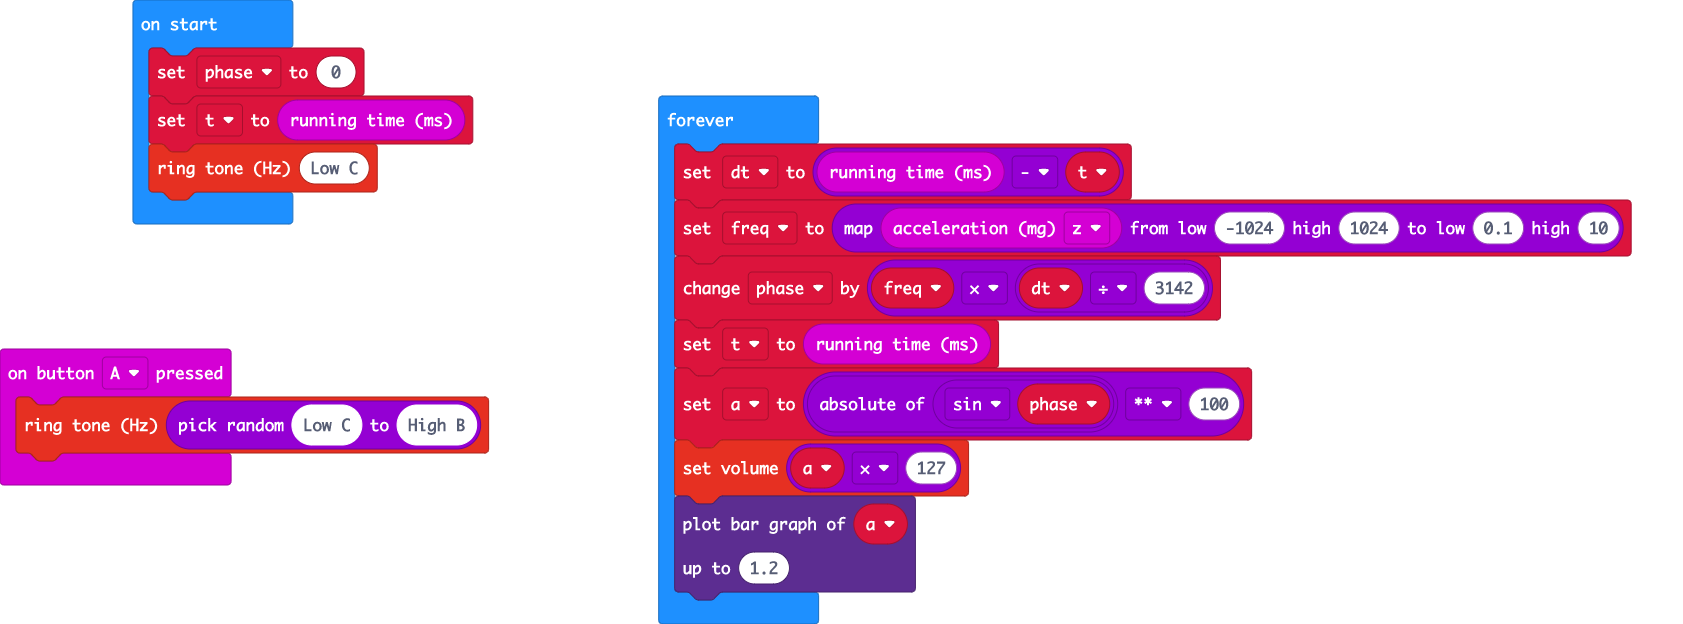 on start
set phase to 0
set t to running time (ms)
ring tone (Hz) Low C
forever
set dt to running time (ms) - t
set freq to map acceleration (mg) z from low -1024 high 1024 to low 0.1 high 10
change phase by freq × dt ÷ 3142
set t to running time (ms)
set a to absolute of sin phase ** 100
set volume a × 127
plot bar graph of a
up to 1.2
on button A pressed
ring tone (Hz) pick random Low C to High B